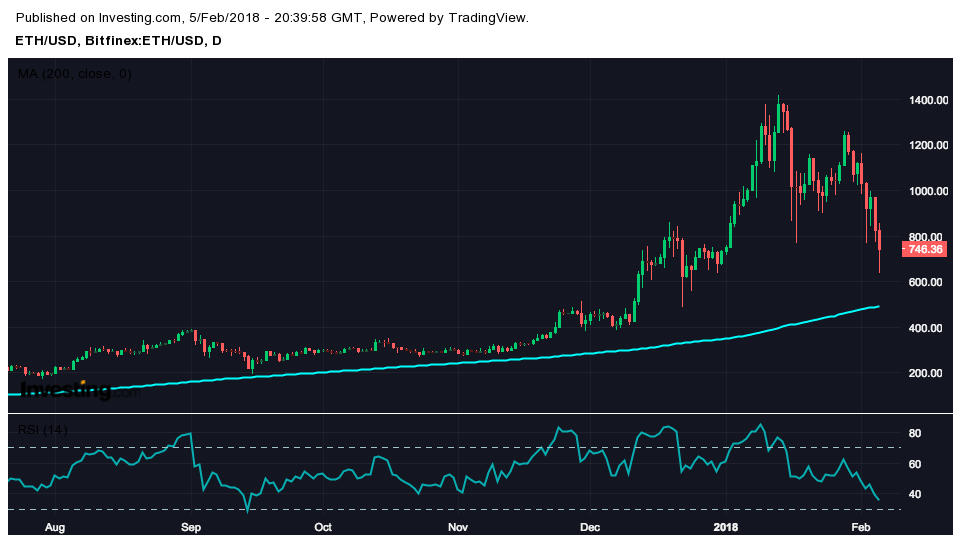 Published on Investing.com, 5/Feb/2018 - 20:39:58 GMT, Powered by TradingView.
ETH/USD, Bitfinex:ETH/USD, D
MA (200, close, 0)
1400.00
1200.00
1000.00
800.00
746.36
600.00
400.00
200.00
Investing.com
RSI (14)
80
60
40
Aug Sep Oct Nov Dec 2018 Feb